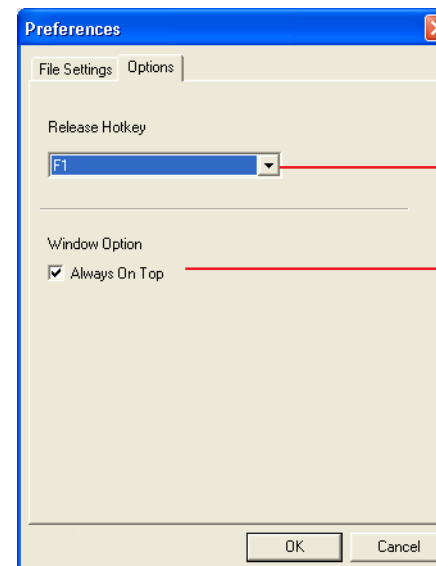 Preferences
File Settings Options
Release Hotkey
F1
Window Option
Always On Top
OK Cancel